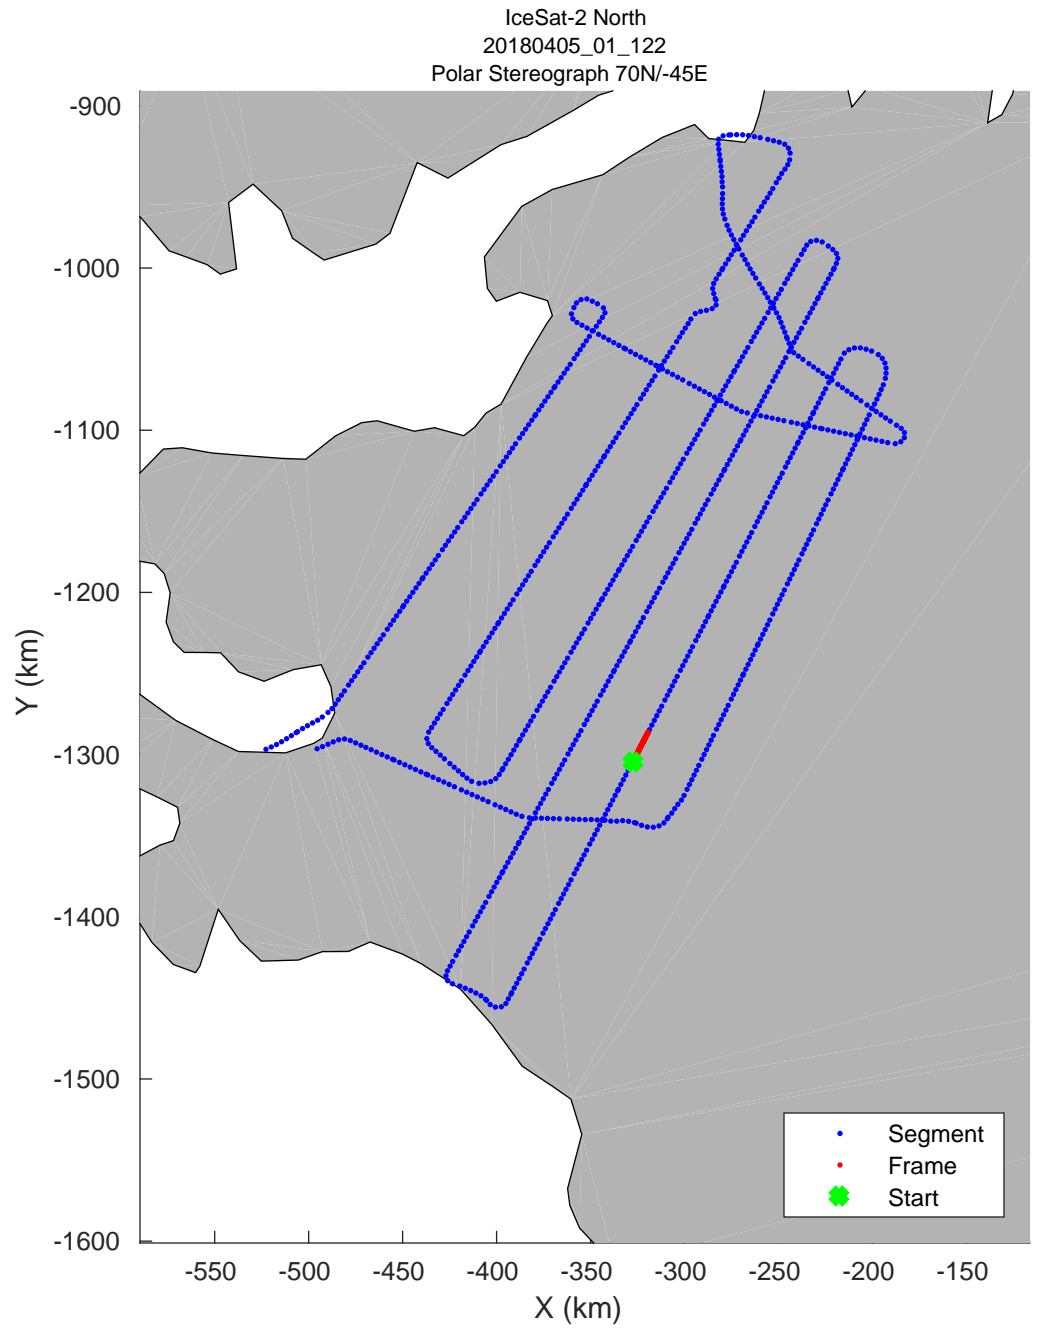 IceSat-2 North
20180405_01_122
Polar Stereograph 70N/-45E
-900
-1000
-1100
-1200
-1300
-1400
-1500
-1600
Y (km)
Segment
Frame
Start
-550 -500 -450 -400 -350 -300 -250 -200 -150
X (km)